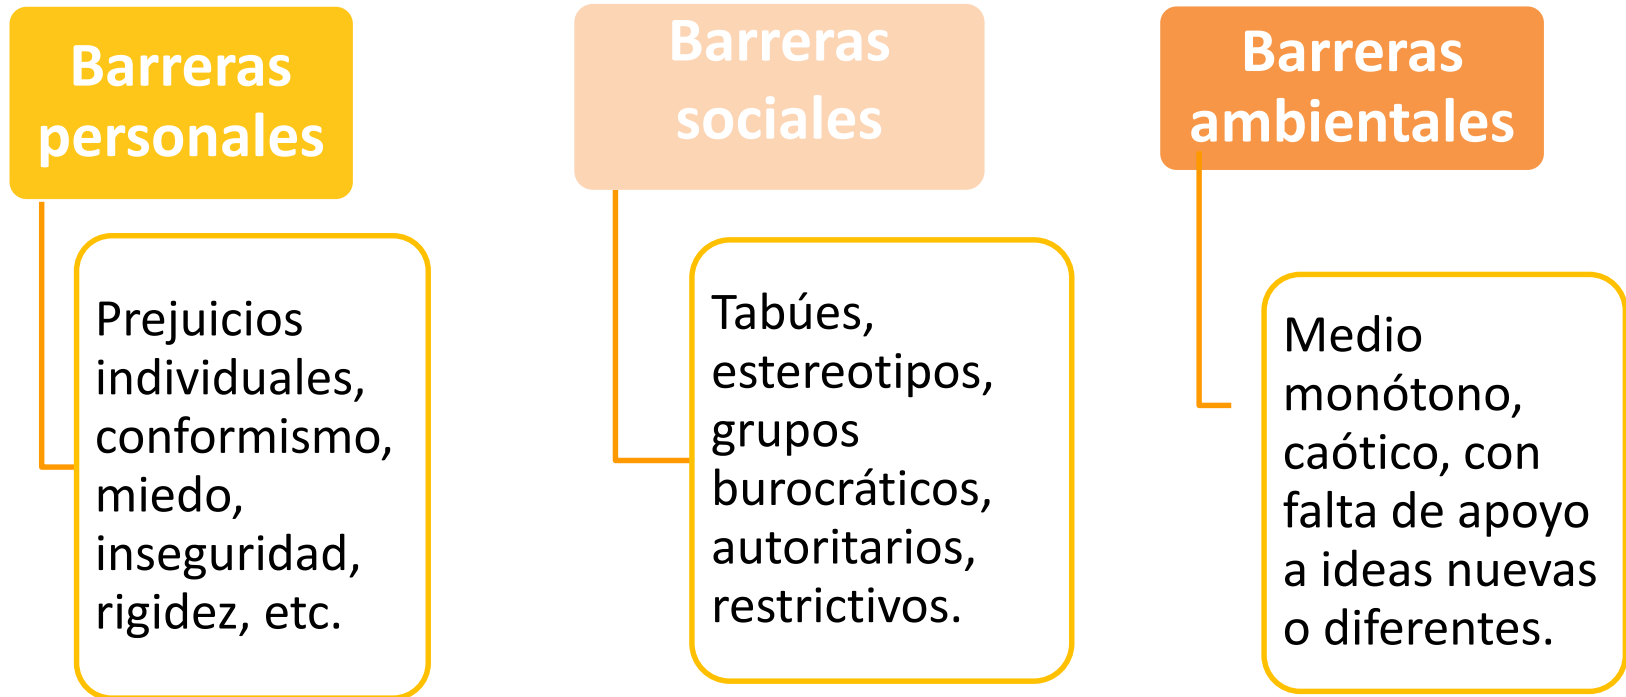 Barreras
personales
Prejuicios
individuales,
conformismo,
miedo,
inseguridad,
rigidez, etc.
Barreras
sociales
Tabúes,
estereotipos,
grupos
burocráticos,
autoritarios,
restrictivos.
Barreras
ambientales
Medio
monótono,
caótico, con
falta de apoyo
a ideas nuevas
o diferentes.